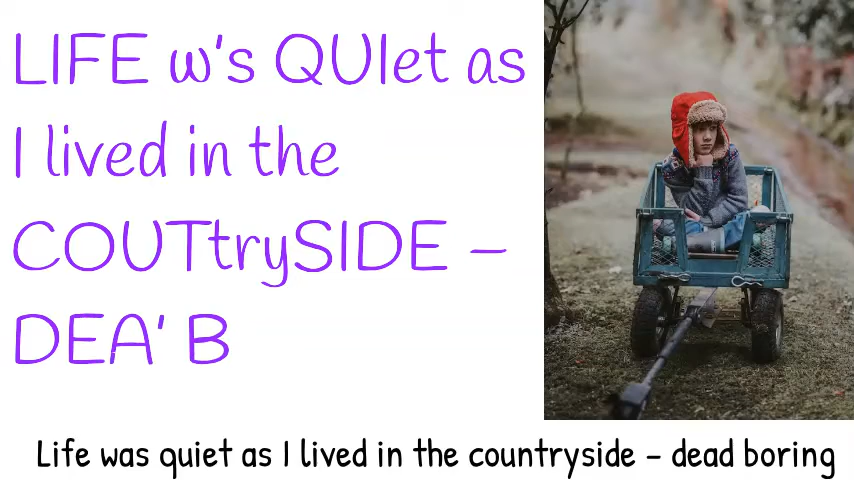 LIFE w's QUIet as
I lived in the
COUTtrySIDE –
DEA' B
Life was quiet as I lived in the countryside – dead boring